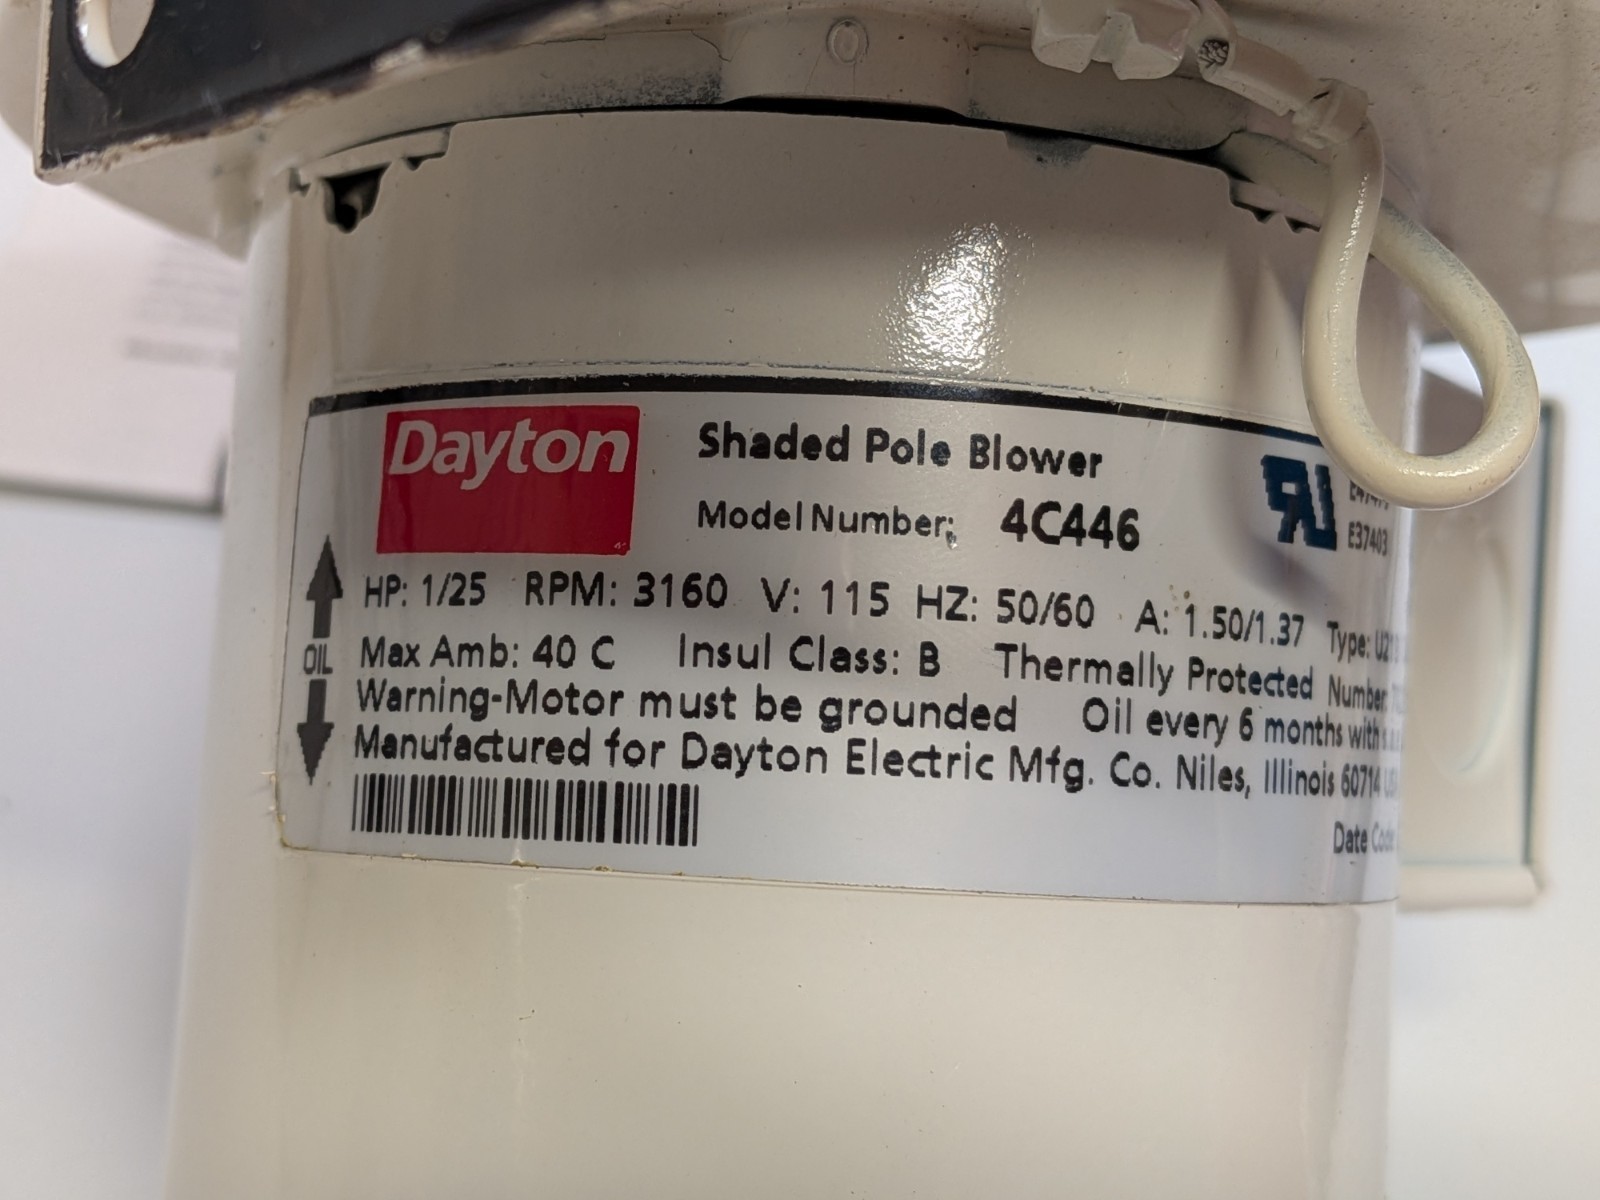 Dayton
Shaded Pole Blower
Model Number: 4C446
E37403
HP: 1/25 RPM: 3160 V: 115 HZ: 50/60 A: 1.50/1.37 Type:
OIL
Max Amb: 40 C Insul Class: B Thermally Protected Number:
Warning-Motor must be grounded Oil every 6 months with
Manufactured for Dayton Electric Mfg. Co. Niles, Illinois 60714
Date Code